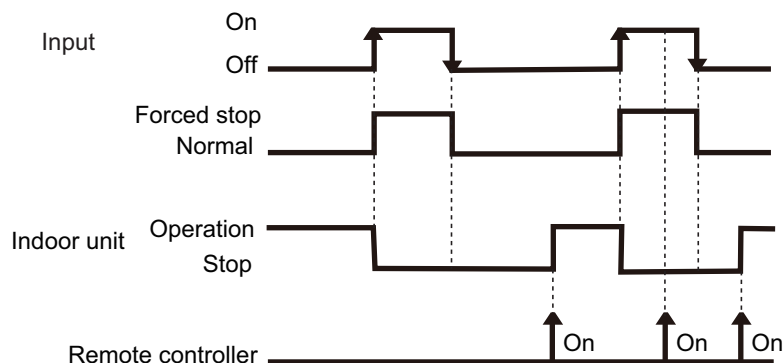 On
Input
Off
Forced stop
Normal
Operation
Indoor unit
Stop
On On On
Remote controller